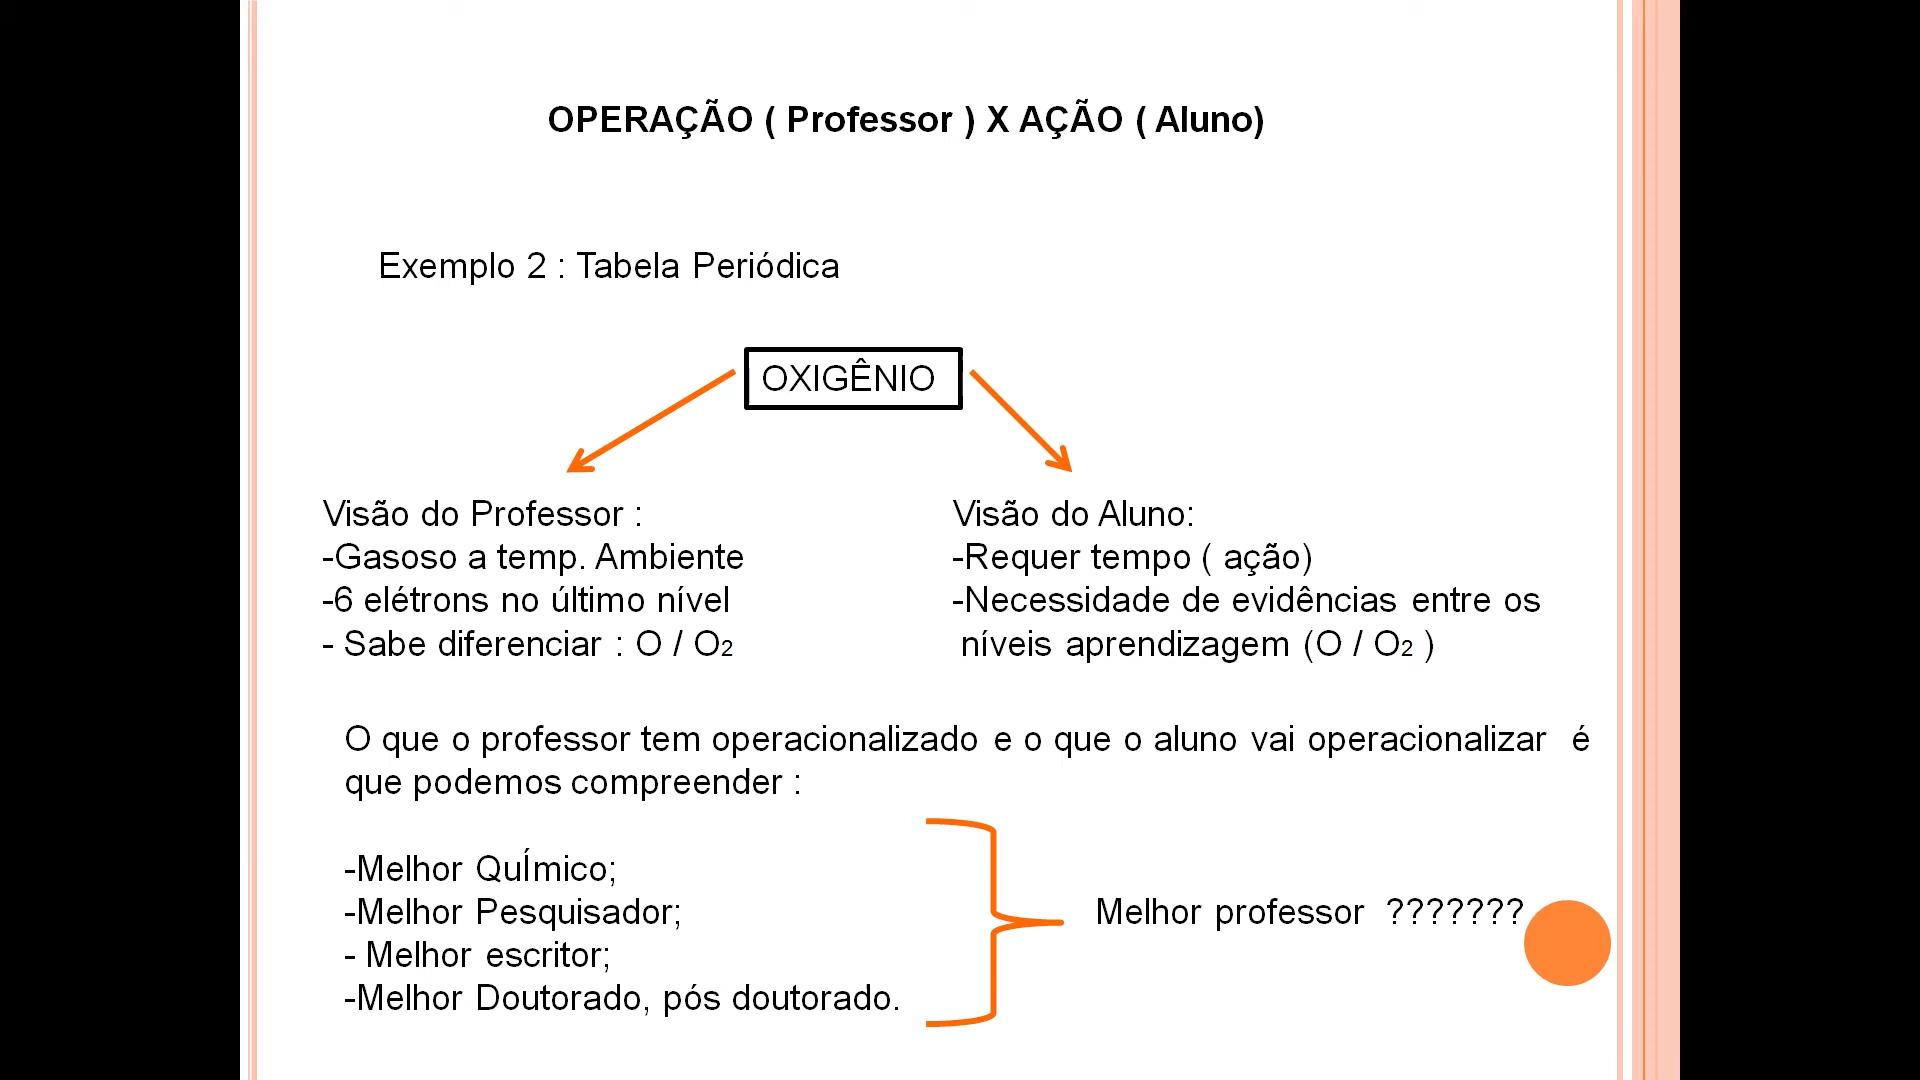 OPERAÇÃO ( Professor ) X AÇÃO ( Aluno)
Exemplo 2 : Tabela Periódica
OXIGÊNIO
Visão do Professor :
-Gasoso a temp. Ambiente
-6 elétrons no último nível
- Sabe diferenciar : O / O2
Visão do Aluno:
-Requer tempo ( ação)
-Necessidade de evidências entre os
níveis aprendizagem (O / O2 )
O que o professor tem operacionalizado e o que o aluno vai operacionalizar é
que podemos compreender :
-Melhor QuÍmico;
-Melhor Pesquisador;
- Melhor escritor;
-Melhor Doutorado, pós doutorado.
Melhor professor ???????